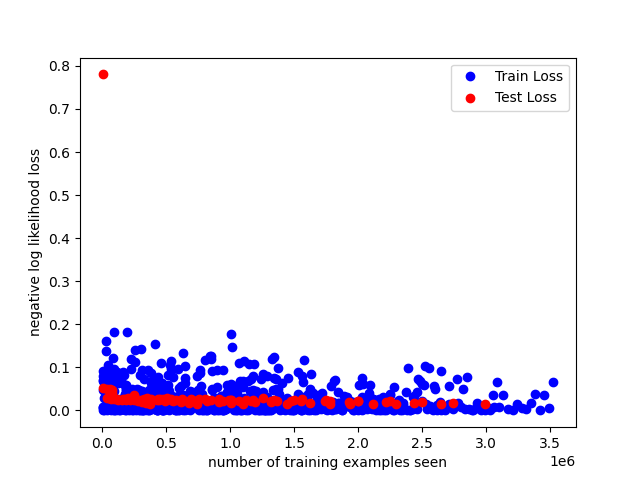 0.8
0.7
0.6
0.5
0.4
0.3
0.2
0.1
0.0
negative log likelihood loss
Train Loss
Test Loss
0.0 0.5 1.0 1.5 2.0 2.5 3.0 3.5
1e6
number of training examples seen